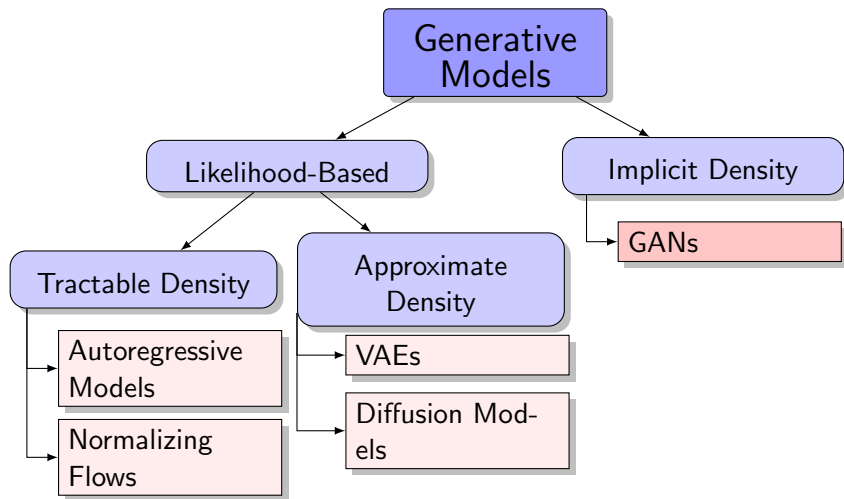 Generative
Models
Likelihood-Based
Implicit Density
GANs
Tractable Density
Approximate
Density
Autoregressive
Models
VAEs
Normalizing
Flows
Diffusion Mod-
els